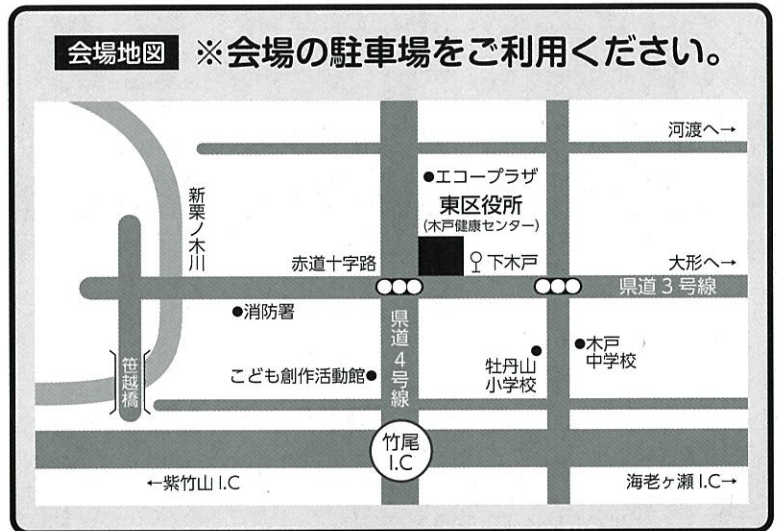 会場地図 ※会場の駐車場をご利用ください。
河渡へ→
●エコープラザ
東区役所
(木戸健康センター)
新栗ノ木川
赤道十字路
下木戸
大形へ→
県道3号線
●消防署
県道4号線
●木戸
中学校
牡丹山
小学校
笹越橋
こども創作活動館●
竹尾
I.C
←紫竹山I.C
海老ヶ瀬I.C→